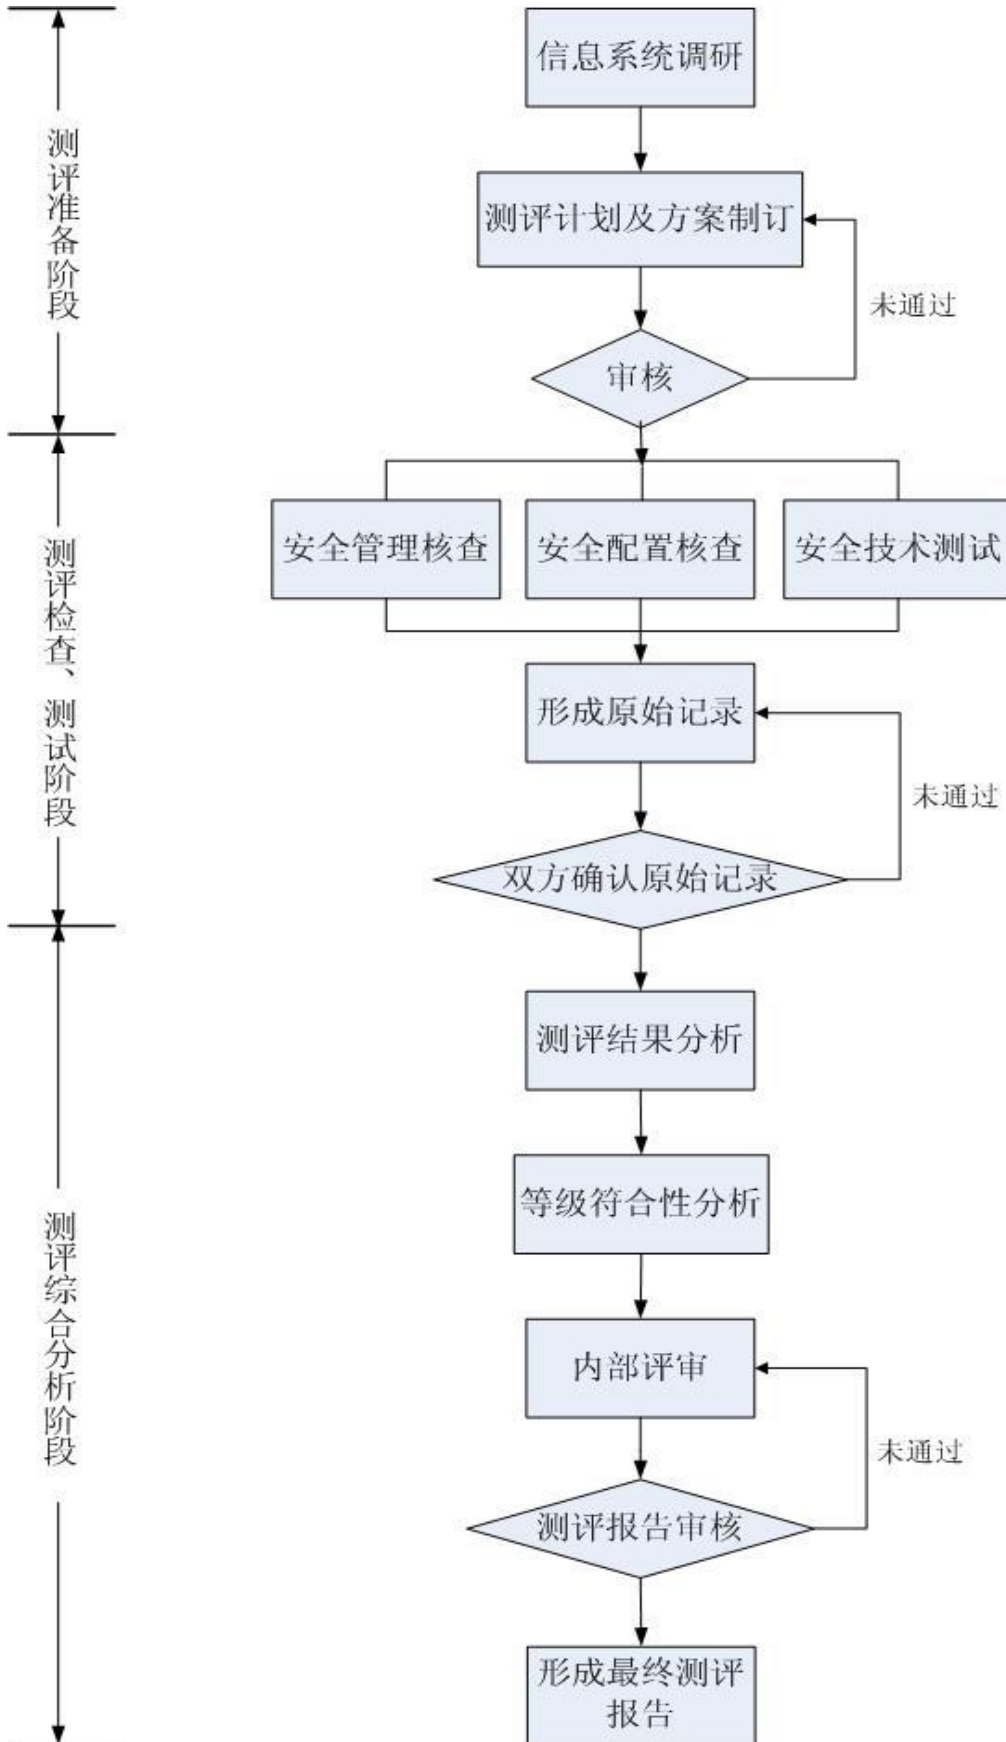 信息系统调研
测评准备阶段
测评计划及方案制订
未通过
审核
安全管理核查
安全配置核查
安全技术测试
测评检查、测试阶段
形成原始记录
未通过
双方确认原始记录
测评结果分析
等级符合性分析
测评综合分析阶段
内部评审
未通过
测评报告审核
形成最终测评
报告